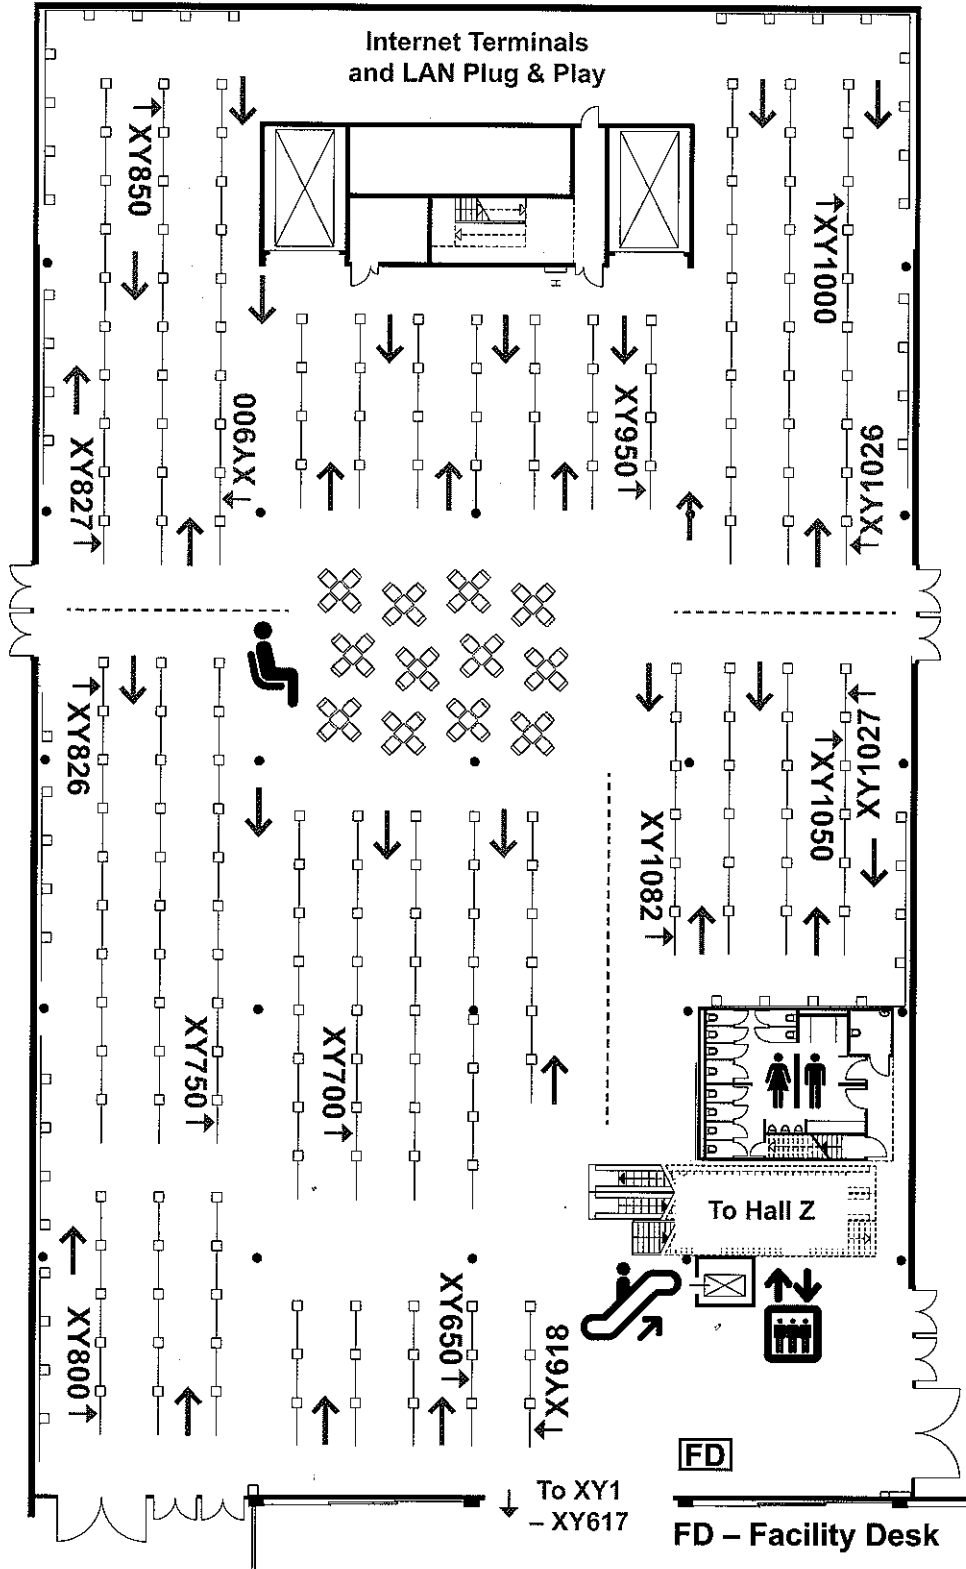 Internet Terminals
and LAN Plug & Play
XY850
XY1000
XY900
XY950
XY827
XY1026
XY826
XY1027
XY1050
XY1082
XY750
XY700
To Hall Z
XY800
XY650
XY618
FD
To XY1
– XY617
FD – Facility Desk